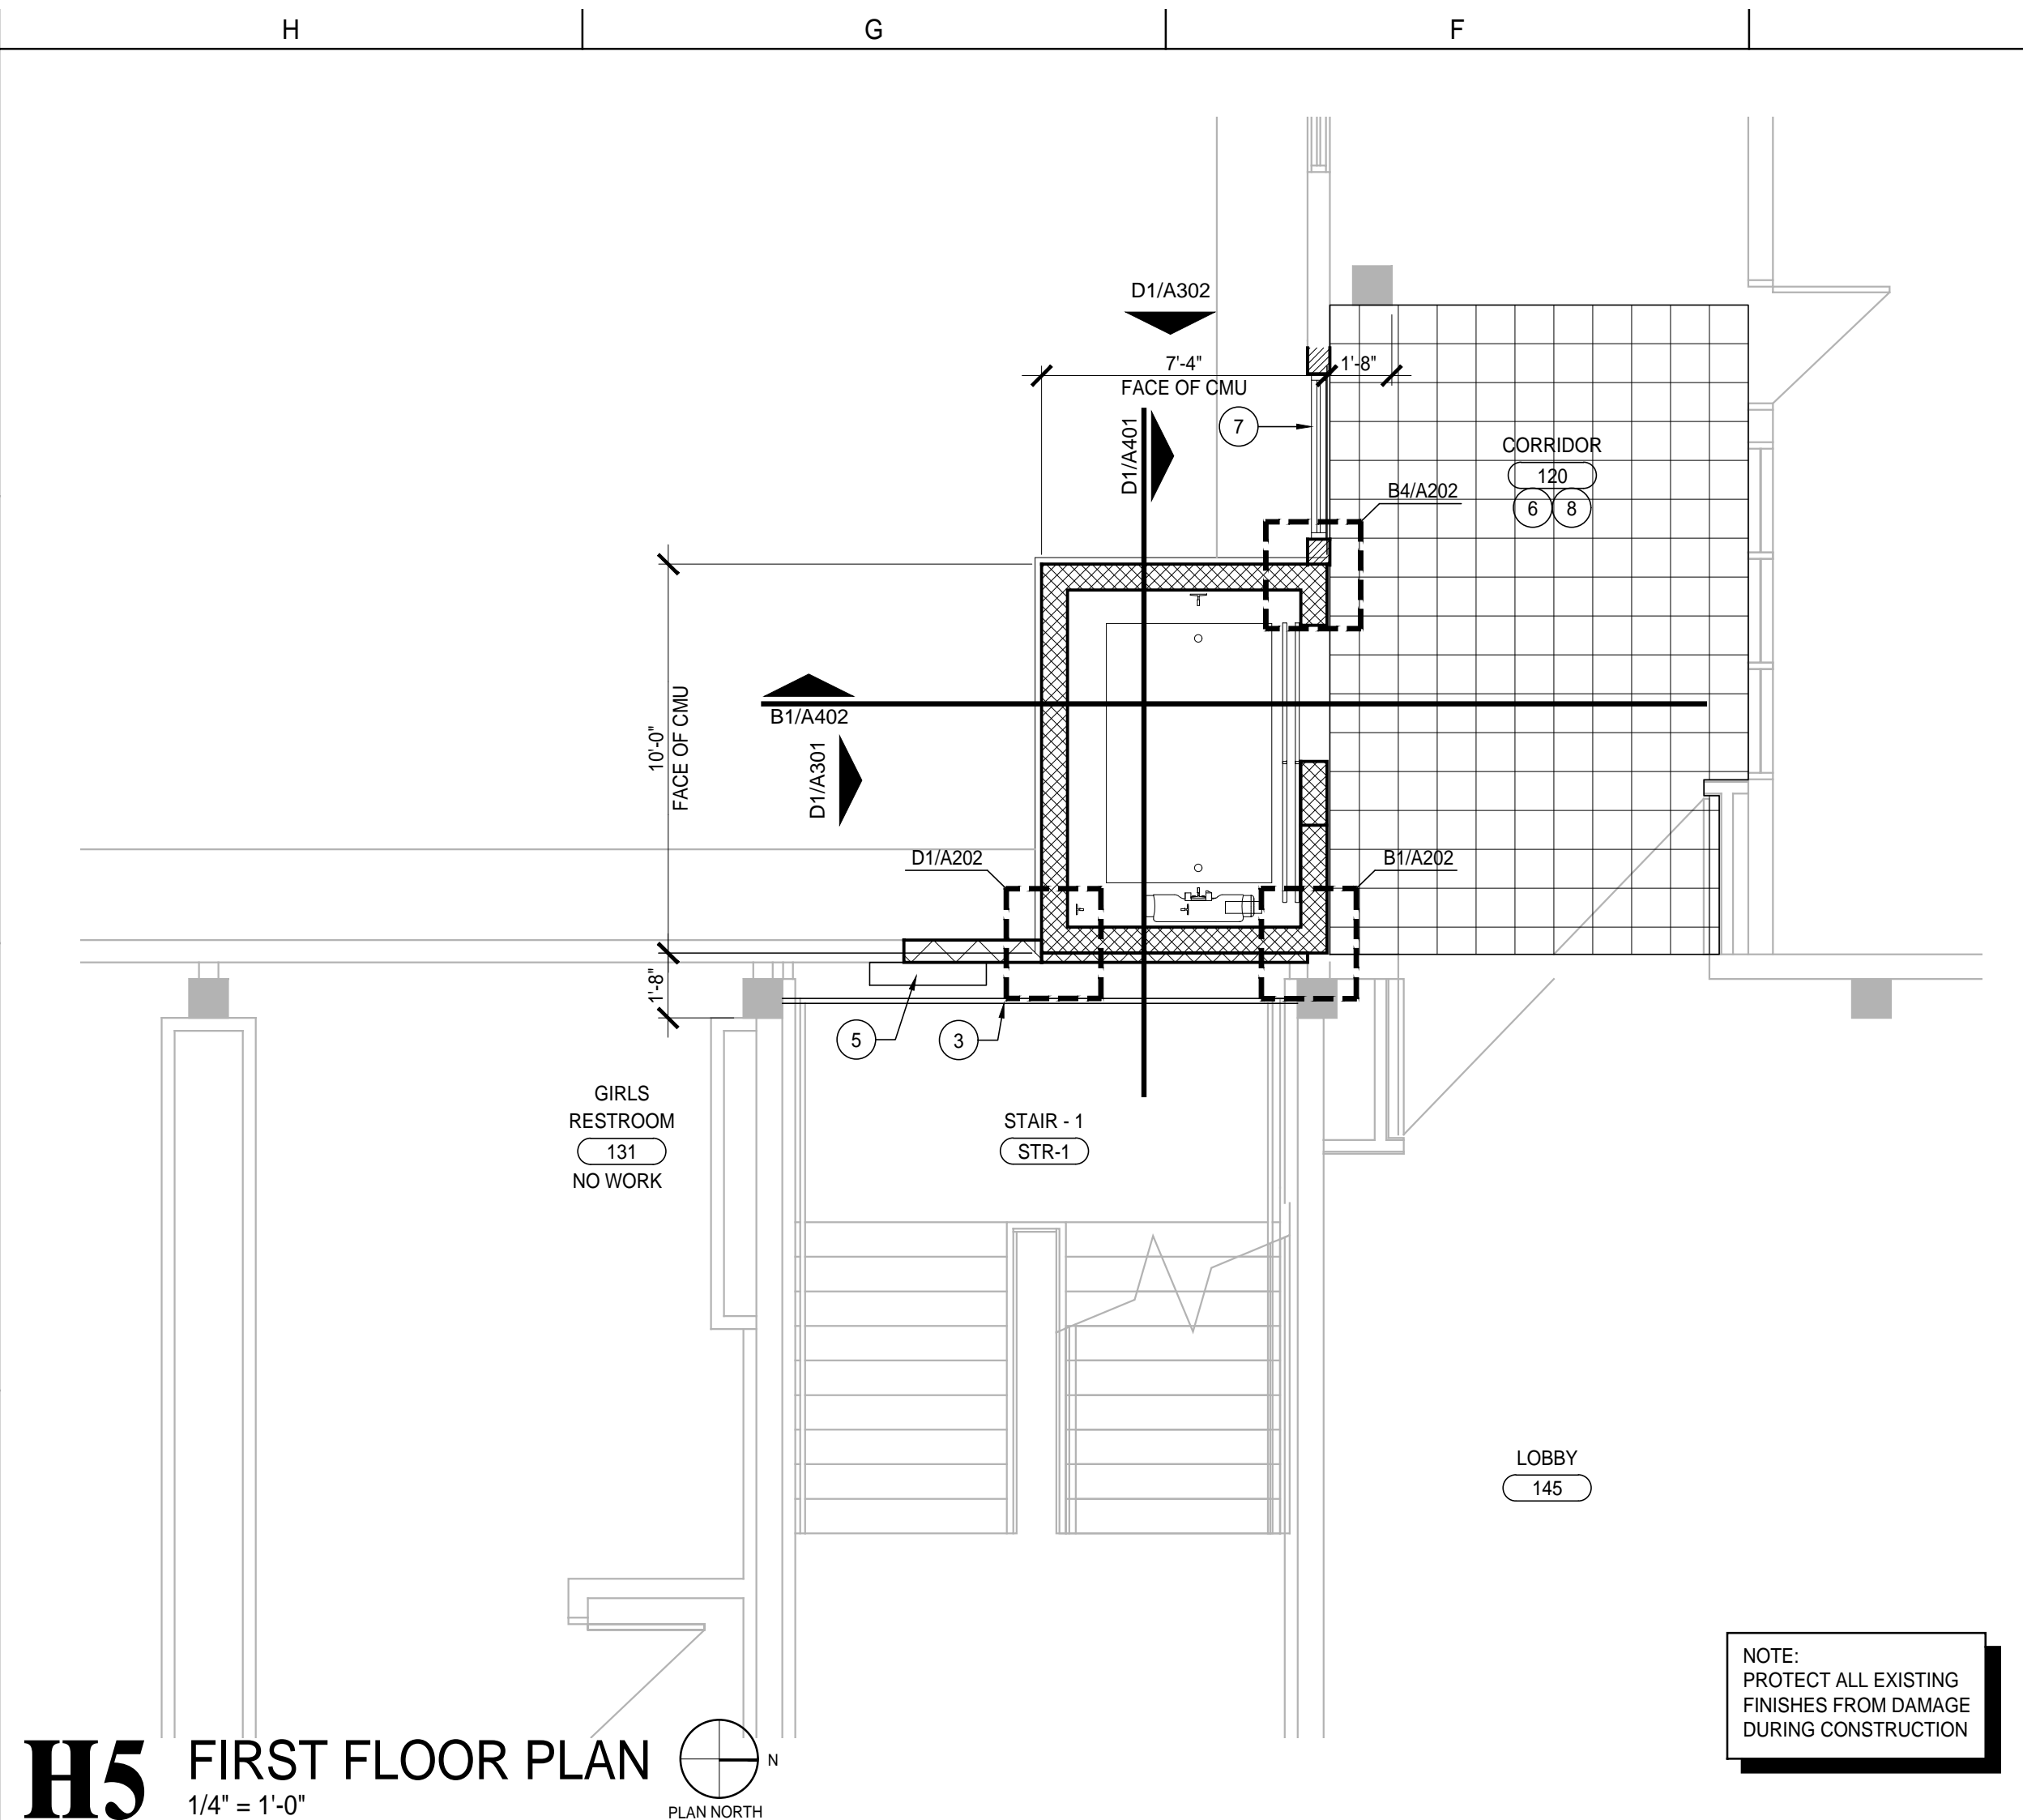 H
G
F
D1/A302
7'-4"
FACE OF CMU
1'-8"
D1/A401
7
CORRIDOR
120
6
8
B4/A202
10'-0"
FACE OF CMU
B1/A402
D1/A301
D1/A202
B1/A202
1'-8"
5
3
GIRLS
RESTROOM
131
NO WORK
STAIR - 1
STR-1
LOBBY
145
NOTE:
PROTECT ALL EXISTING
FINISHES FROM DAMAGE
DURING CONSTRUCTION
H5
FIRST FLOOR PLAN
1/4" = 1'-0"
N
PLAN NORTH